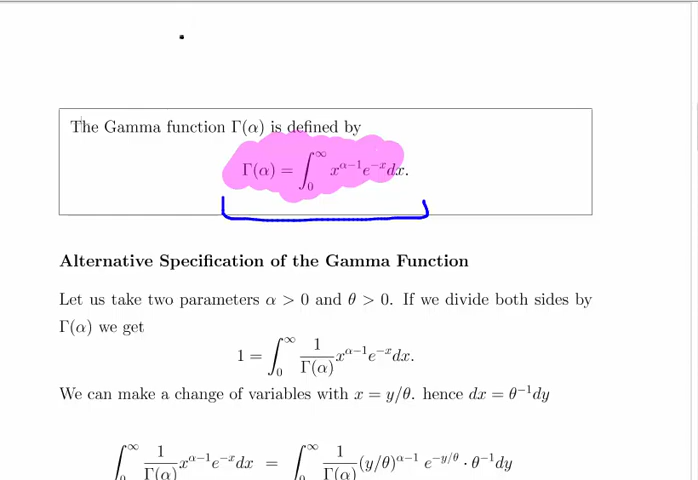 The Gamma function Γ(α) is defined by
Γ(α) = ∫₀^∞ x^{α−1}e^{−x}dx.
Alternative Specification of the Gamma Function
Let us take two parameters α > 0 and θ > 0. If we divide both sides by
Γ(α) we get
1 = ∫₀^∞ 1/Γ(α) x^{α−1}e^{−x}dx.
We can make a change of variables with x = y/θ. hence dx = θ^{−1}dy
∫₀^∞ 1/Γ(α) x^{α−1}e^{−x}dx = ∫₀^∞ 1/Γ(α) (y/θ)^{α−1} e^{−y/θ} · θ^{−1}dy